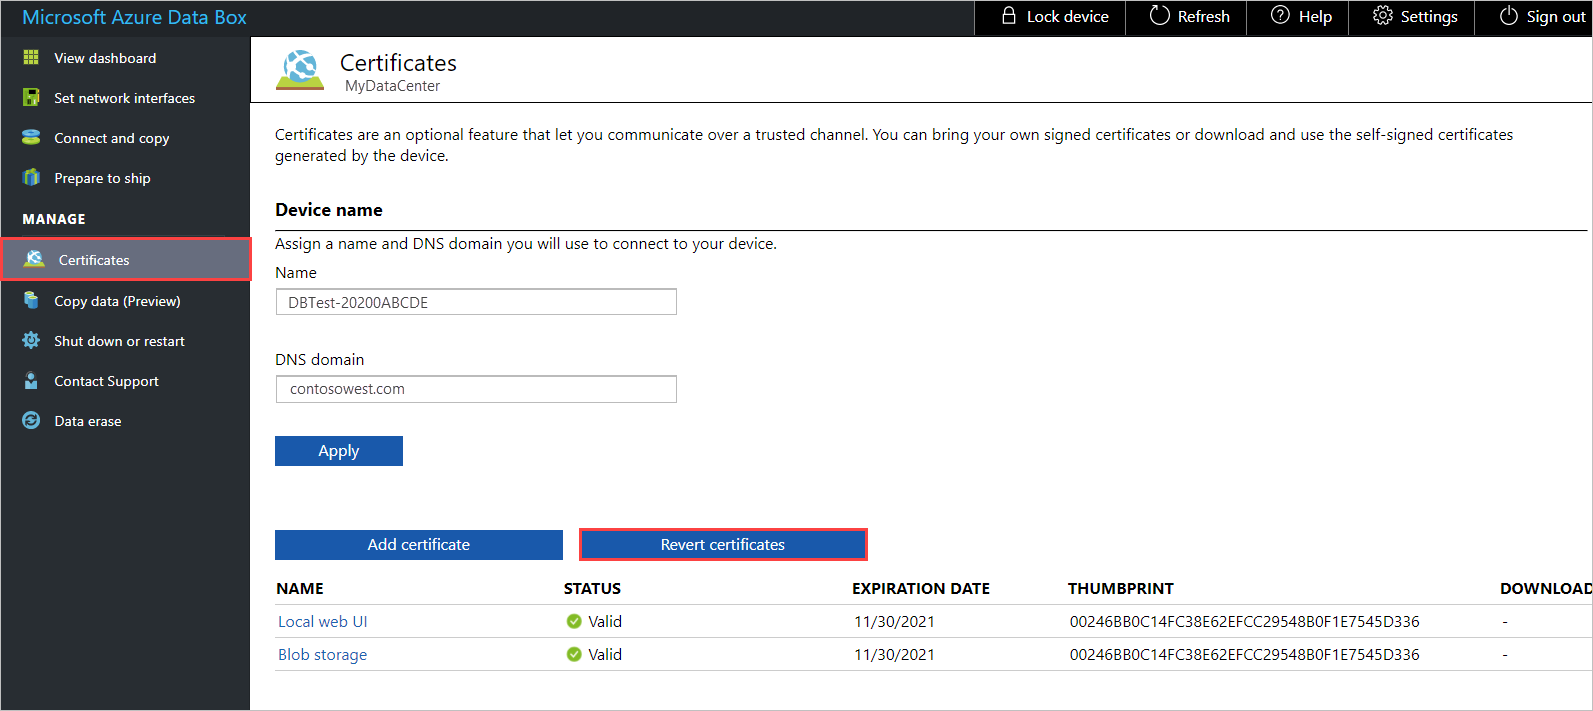 Microsoft Azure Data Box
Lock device
Refresh
Help
Settings
Sign out
View dashboard
Set network interfaces
Connect and copy
Prepare to ship
MANAGE
Certificates
Copy data (Preview)
Shut down or restart
Contact Support
Data erase
Certificates
MyDataCenter
Certificates are an optional feature that let you communicate over a trusted channel. You can bring your own signed certificates or download and use the self-signed certificates
generated by the device.
Device name
Assign a name and DNS domain you will use to connect to your device.
Name
DBTest-20200ABCDE
DNS domain
contosowest.com
Apply
Add certificate
Revert certificates
NAME STATUS EXPIRATION DATE THUMBPRINT DOWNLOAD
Local web UI Valid 11/30/2021 00246BB0C14FC38E62EFCC29548B0F1E7545D336 -
Blob storage Valid 11/30/2021 00246BB0C14FC38E62EFCC29548B0F1E7545D336 -